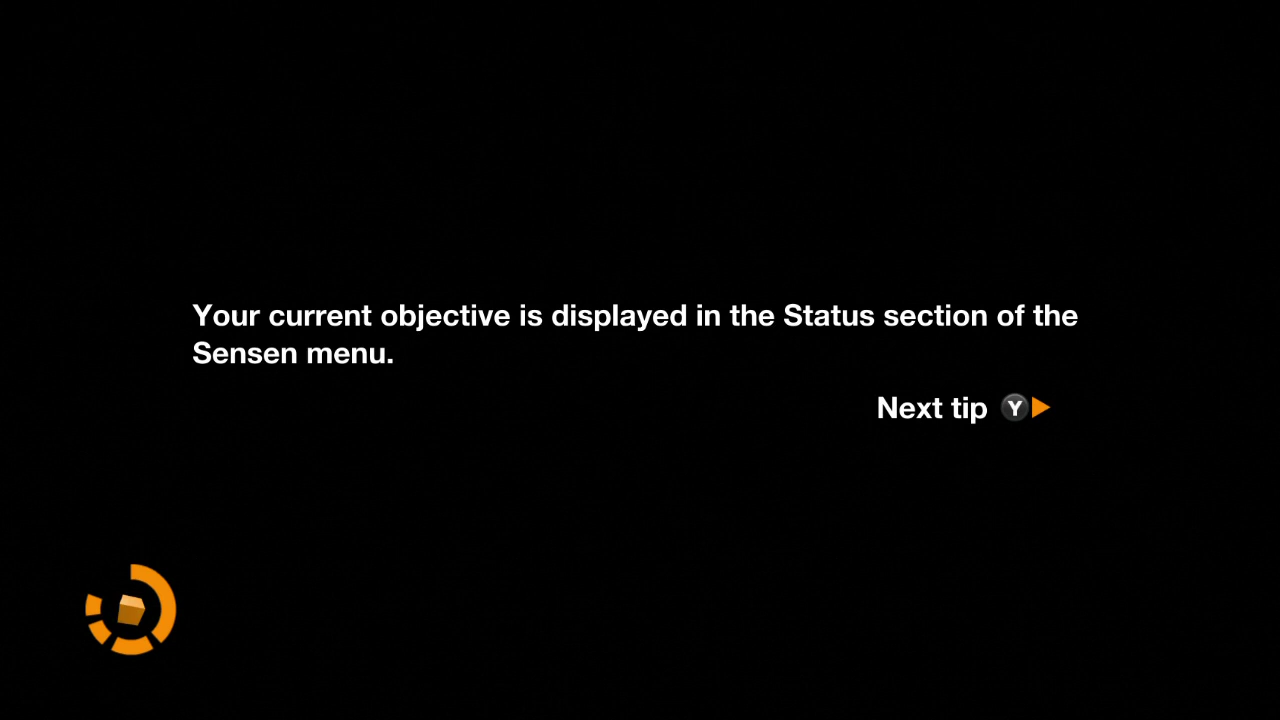 Your current objective is displayed in the Status section of the
Sensen menu.
Next tip Y